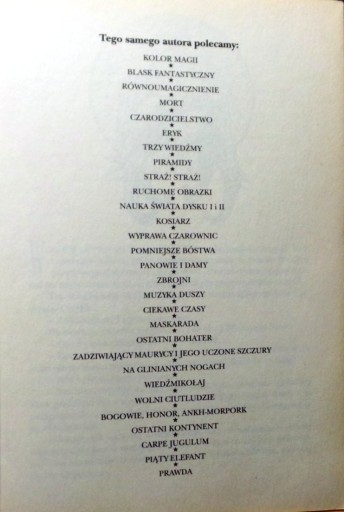 Tego samego autora polecamy:
KOLOR MAGII
★
BLASK FANTASTYCZNY
★
RÓWNOUMAGICZNIENIE
★
MORT
★
CZARODZICIELSTWO
★
ERYK
★
TRZY WIEDŹMY
★
PIRAMIDY
★
STRAŻ! STRAŻ!
★
RUCHOME OBRAZKI
★
NAUKA ŚWIATA DYSKU I i II
★
KOSIARZ
★
WYPRAWA CZAROWNIC
★
POMNIEJSZE BÓSTWA
★
PANOWIE I DAMY
★
ZBROJNI
★
MUZYKA DUSZY
★
CIEKAWE CZASY
★
MASKARADA
★
OSTATNI BOHATER
★
ZADZIWIAJĄCY MAURYCY I JEGO UCZONE SZCZURY
★
NA GLINIANYCH NOGACH
★
WIEDŹMIKOŁAJ
★
WOLNI CIUTLUDZIE
★
BOGOWIE, HONOR, ANKH-MORPORK
★
OSTATNI KONTYNENT
★
CARPE JUGULUM
★
PIĄTY ELEFANT
★
PRAWDA